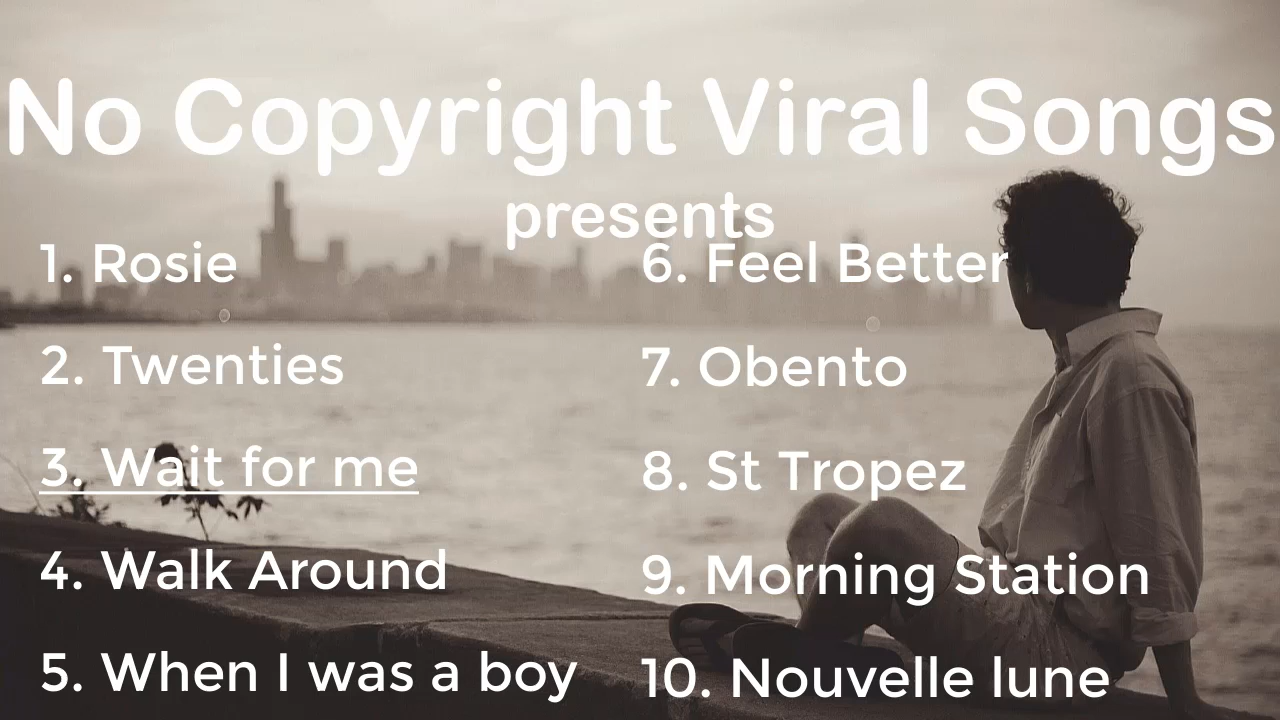 No Copyright Viral Songs
presents
1. Rosie
2. Twenties
3. Wait for me
4. Walk Around
5. When I was a boy
6. Feel Better
7. Obento
8. St Tropez
9. Morning Station
10. Nouvelle lune